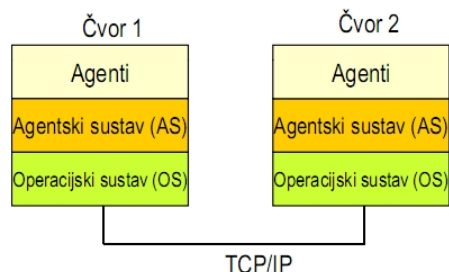 Čvor 1
Čvor 2
Agenti
Agenti
Agentski sustav (AS)
Agentski sustav (AS)
Operacijski sustav (OS)
Operacijski sustav (OS)
TCP/IP